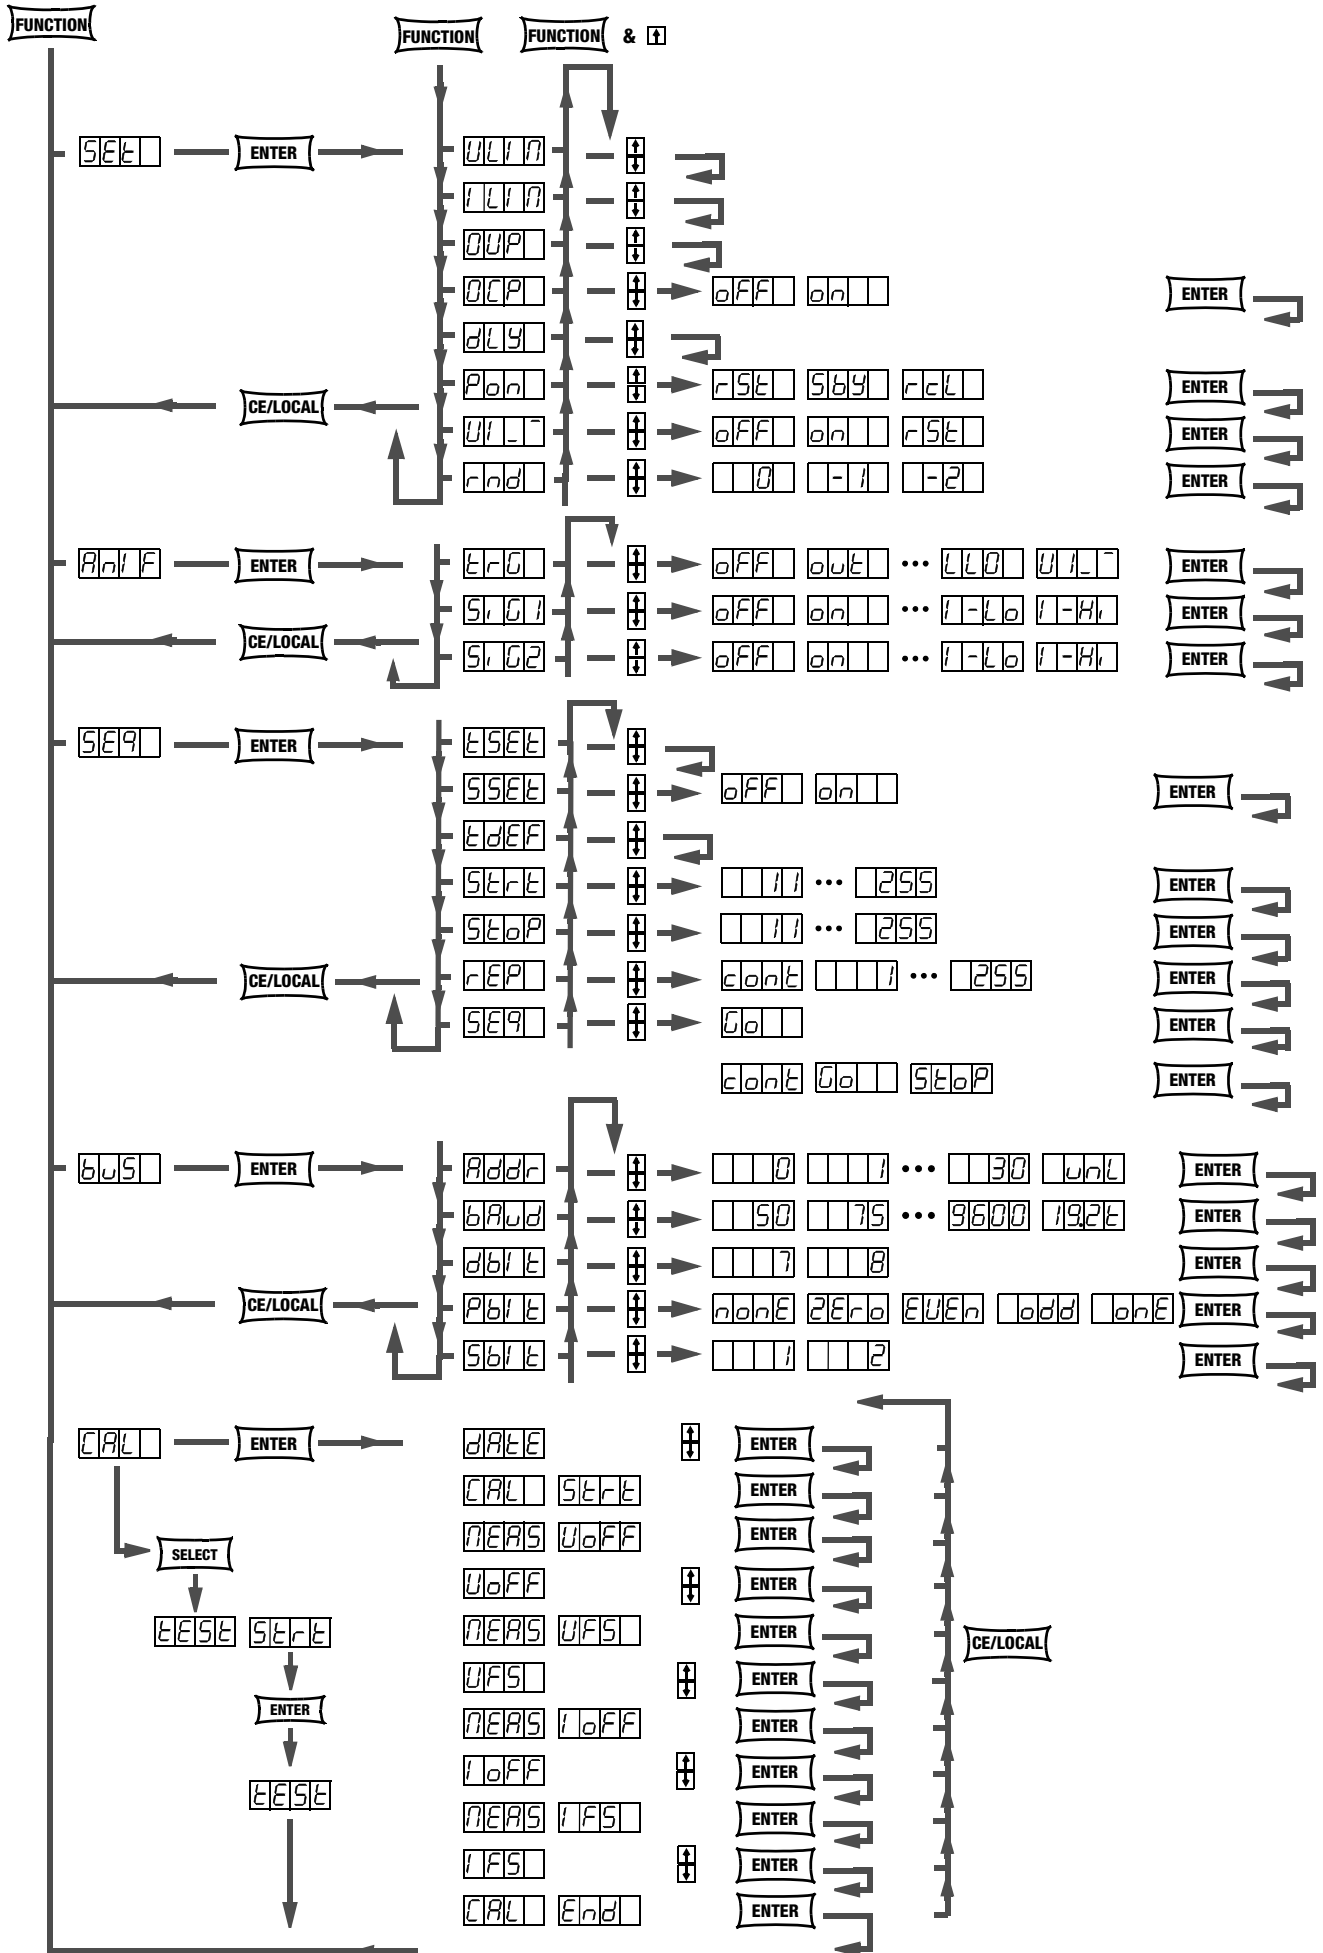 FUNCTION
FUNCTION FUNCTION &
SEt ENTER ULIM
ILIM
OVP
OCP oFF on ENTER
dLY
CE/LOCAL Pon rSt Sby rcL ENTER
UI_¯ oFF on rSt ENTER
rnd 0 -1 -2 ENTER
AnIF ENTER trG oFF out ... LLO UI_¯ ENTER
SiG1 oFF on ... I-Lo I-Hi ENTER
CE/LOCAL SiG2 oFF on ... I-Lo I-Hi ENTER
SEq ENTER tSEt
SSEt oFF on ENTER
tdEF
Strt 11 ... 255 ENTER
StoP 11 ... 255 ENTER
CE/LOCAL rEP cont 1 ... 255 ENTER
SEq Go ENTER
cont Go StoP ENTER
buS ENTER Addr 0 1 ... 30 unL ENTER
bAud 50 75 ... 9600 19.2t ENTER
dbIt 7 8 ENTER
CE/LOCAL PbIt nonE ZEro EUEn odd onE ENTER
SbIt 1 2 ENTER
CAL ENTER dAtE ENTER
CAL Strt ENTER
MEAS UoFF ENTER
SELECT UoFF ENTER
tESt Strt MEAS UFS ENTER CE/LOCAL
UFS ENTER
ENTER MEAS IoFF ENTER
IoFF ENTER
tESt MEAS IFS ENTER
IFS ENTER
CAL End ENTER